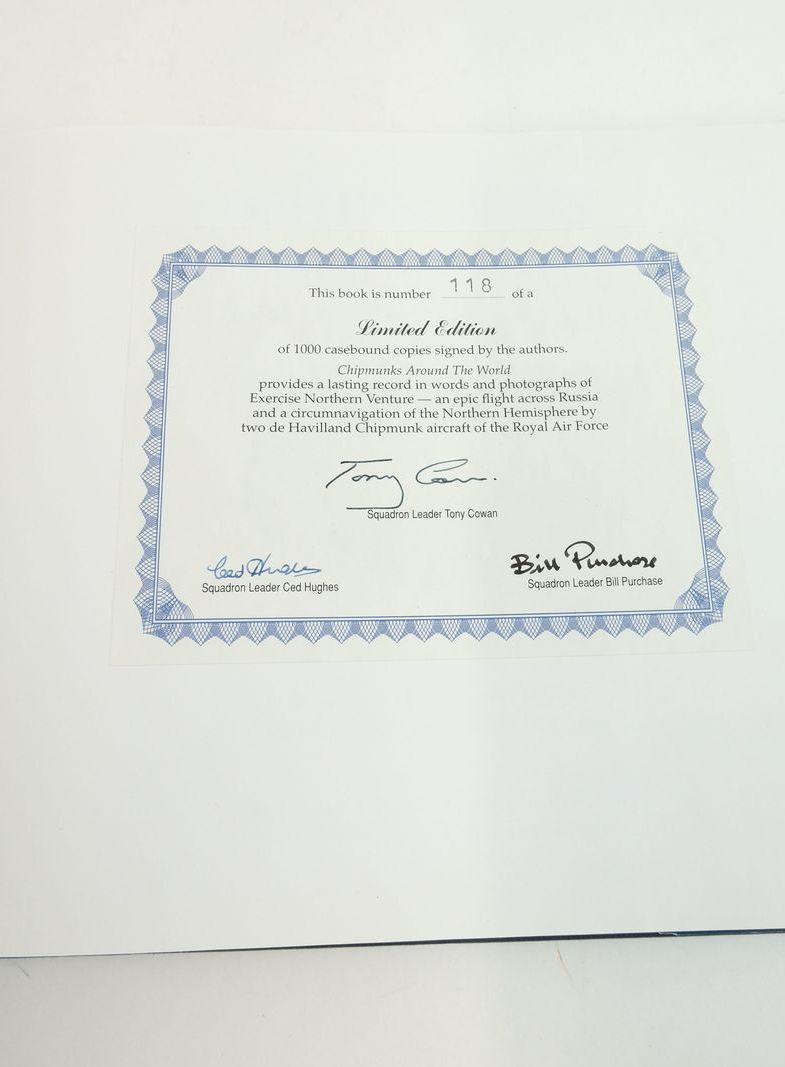 This book is number 118 of a
Limited Edition
of 1000 casebound copies signed by the authors.
Chipmunks Around The World
provides a lasting record in words and photographs of
Exercise Northern Venture — an epic flight across Russia
and a circumnavigation of the Northern Hemisphere by
two de Havilland Chipmunk aircraft of the Royal Air Force
Tony Cowan.
Squadron Leader Tony Cowan
Ced Hughes
Squadron Leader Ced Hughes
Bill Purchase
Squadron Leader Bill Purchase